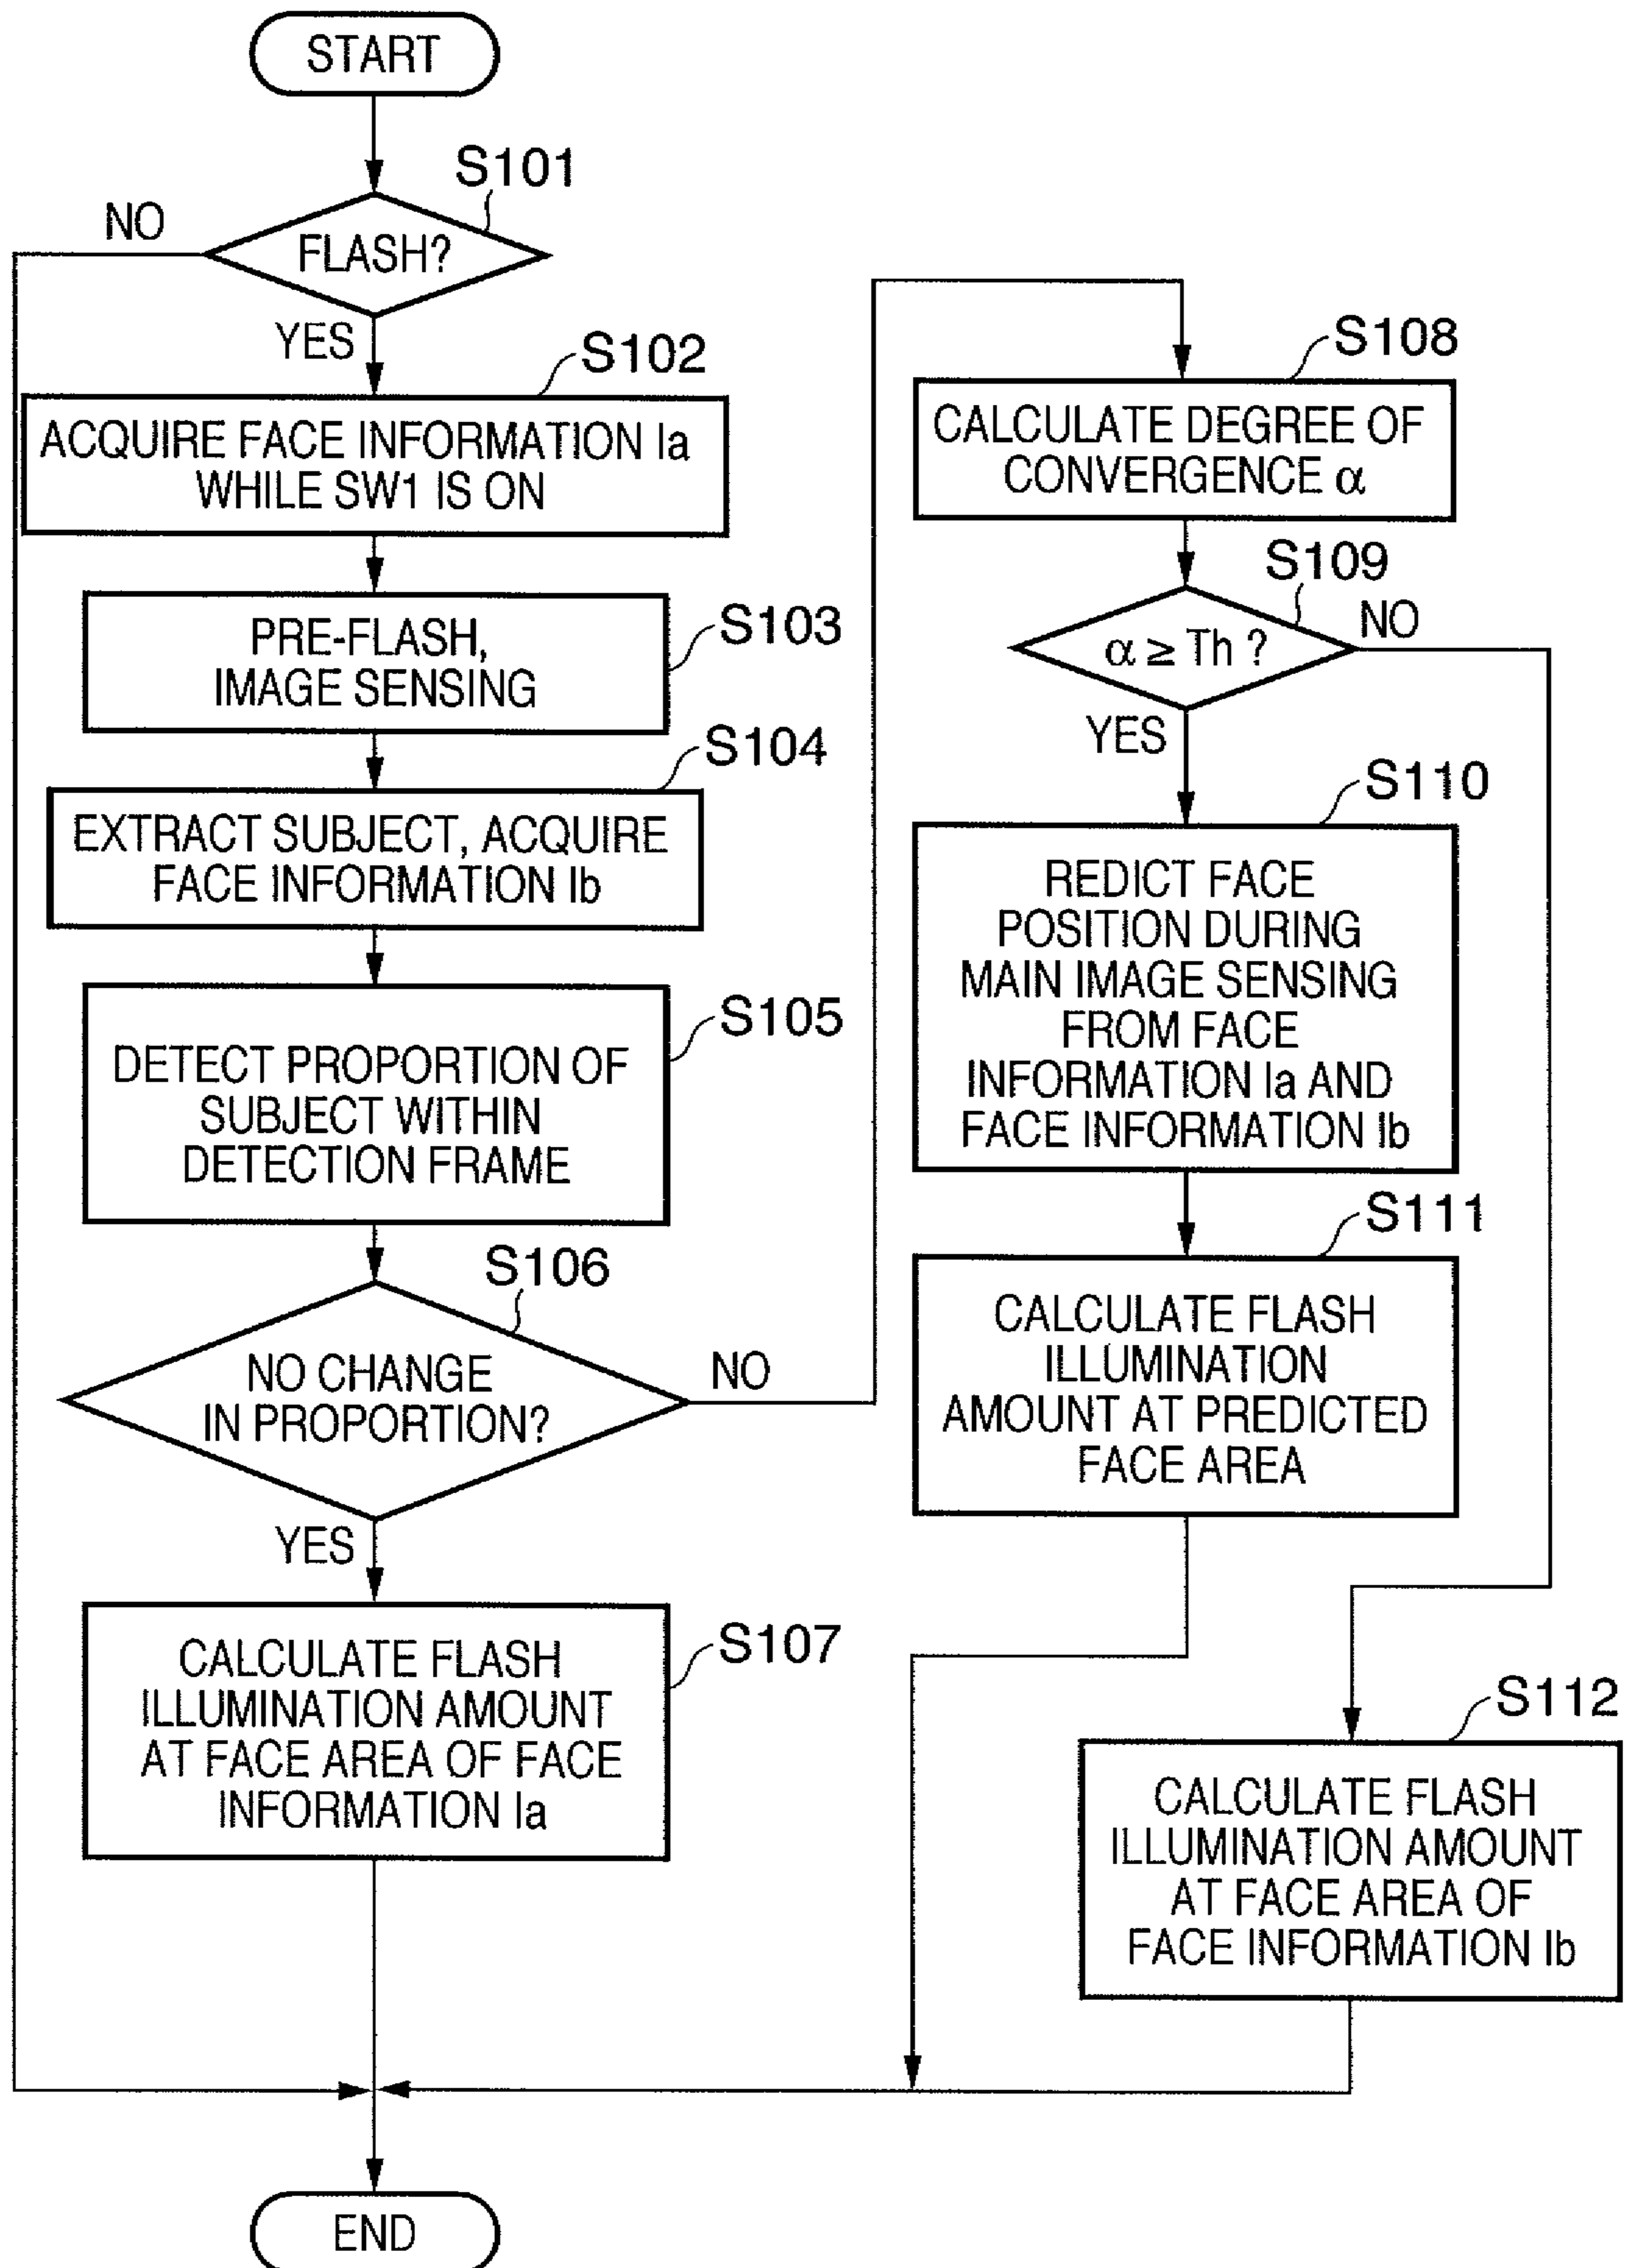 START
S101
NO
FLASH?
YES
S102
ACQUIRE FACE INFORMATION Ia
WHILE SW1 IS ON
S103
PRE-FLASH,
IMAGE SENSING
S104
EXTRACT SUBJECT, ACQUIRE
FACE INFORMATION Ib
S105
DETECT PROPORTION OF
SUBJECT WITHIN
DETECTION FRAME
S106
NO CHANGE
IN PROPORTION?
NO
YES
S107
CALCULATE FLASH
ILLUMINATION AMOUNT
AT FACE AREA OF FACE
INFORMATION Ia
S108
CALCULATE DEGREE OF
CONVERGENCE α
S109
α ≥ Th ?
NO
YES
S110
REDICT FACE
POSITION DURING
MAIN IMAGE SENSING
FROM FACE
INFORMATION Ia AND
FACE INFORMATION Ib
S111
CALCULATE FLASH
ILLUMINATION
AMOUNT AT PREDICTED
FACE AREA
S112
CALCULATE FLASH
ILLUMINATION AMOUNT
AT FACE AREA OF
FACE INFORMATION Ib
END